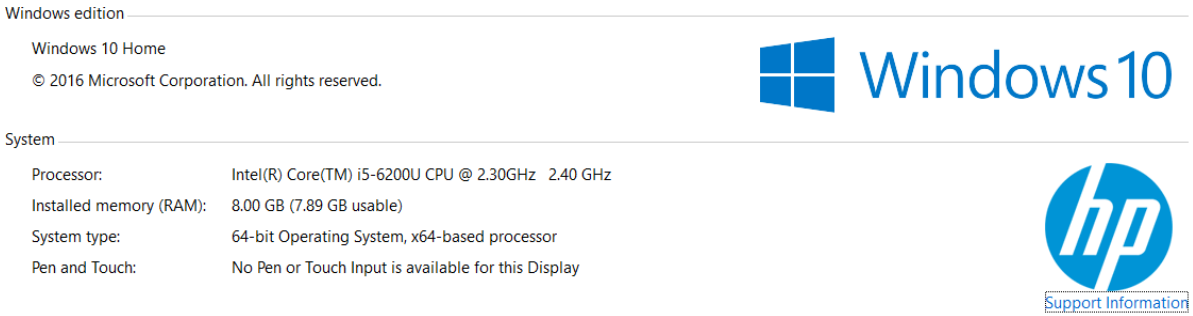 Windows edition
Windows 10 Home
© 2016 Microsoft Corporation. All rights reserved.
Windows 10
System
Processor: Intel(R) Core(TM) i5-6200U CPU @ 2.30GHz 2.40 GHz
Installed memory (RAM): 8.00 GB (7.89 GB usable)
System type: 64-bit Operating System, x64-based processor
Pen and Touch: No Pen or Touch Input is available for this Display
hp
Support Information